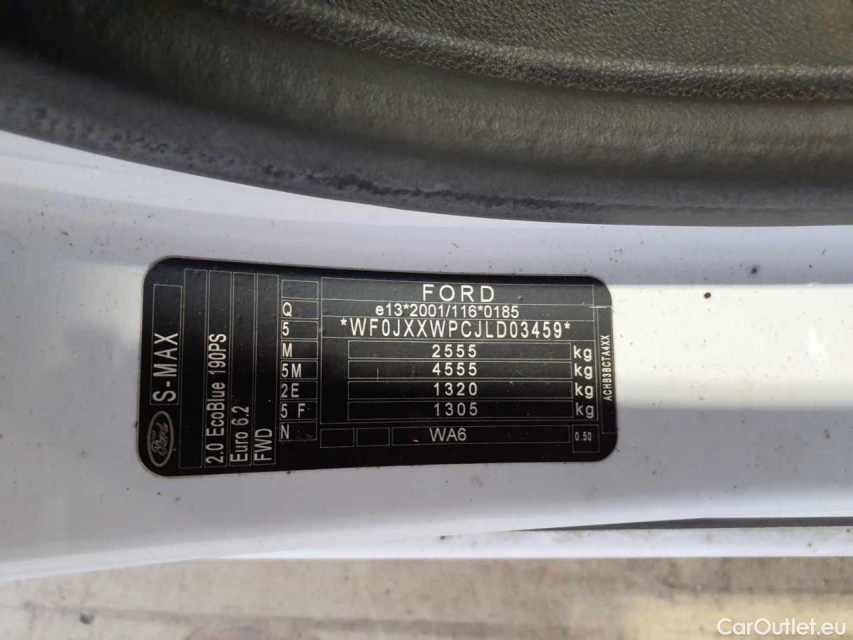 FORD
e13*2001/116*0185
*WF0JXXWPCJLD03459*
Q
5
M 2555 kg
5M 4555 kg
2E 1320 kg
5 F 1305 kg
N WA6 0.50
ACHB3BCTA4XX
Ford S-MAX
2.0 EcoBlue 190PS
Euro 6.2
FWD
CarOutlet.eu